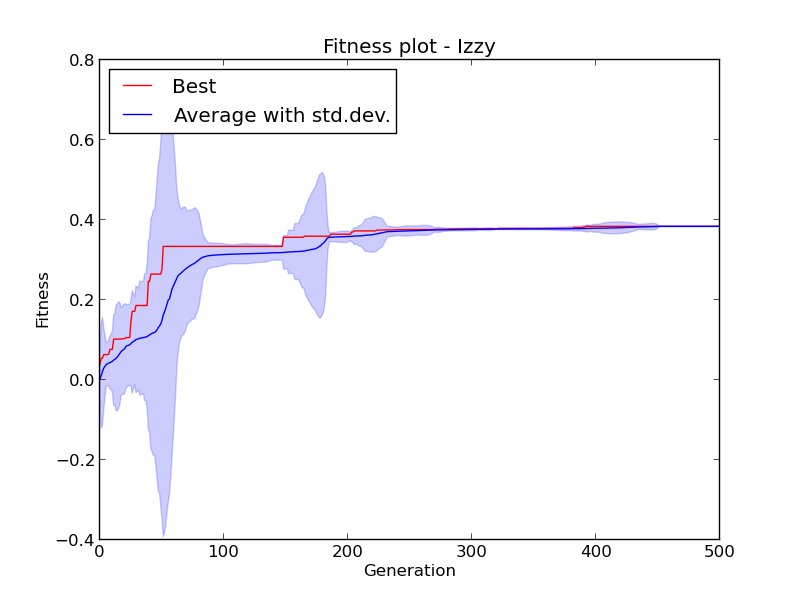 Fitness plot - Izzy
Best
Average with std.dev.
0.8
0.6
0.4
0.2
0.0
−0.2
−0.4
Fitness
0
100
200
300
400
500
Generation